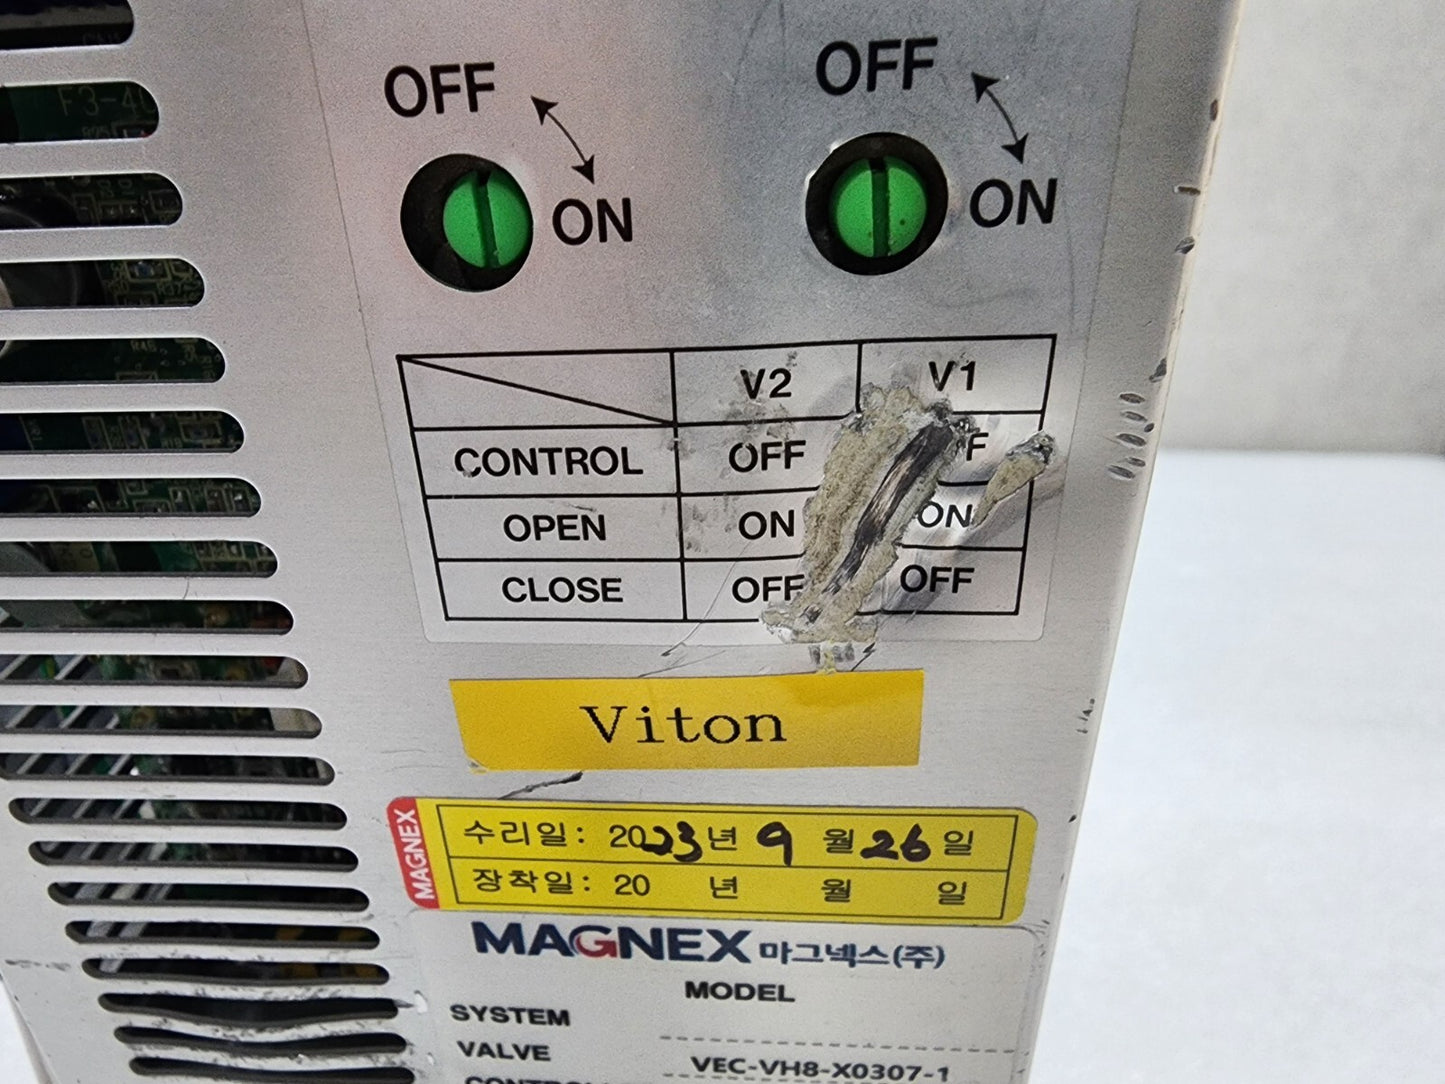 OFF OFF
ON ON
V2 V1
CONTROL OFF F
OPEN ON ON
CLOSE OFF OFF
Viton
MAGNEX
수리일: 2023년 9월 26일
장착일: 20 년 월 일
MAGNEX 마그넥스(주)
MODEL
SYSTEM
VALVE VEC-VH8-X0307-1